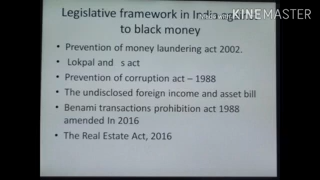 Legislative framework in India
KINEMASTER
to black money
• Prevention of money laundering act 2002.
• Lokpal and s act
• Prevention of corruption act – 1988
• The undisclosed foreign income and asset bill
• Benami transactions prohibition act 1988
amended In 2016
• The Real Estate Act, 2016